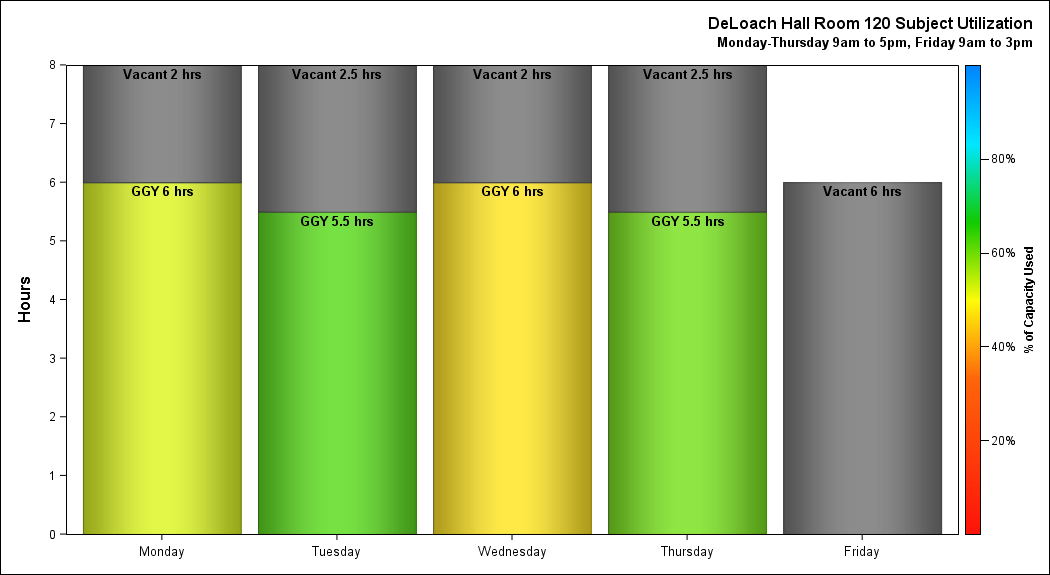 DeLoach Hall Room 120 Subject Utilization
Monday-Thursday 9am to 5pm, Friday 9am to 3pm
8
7
6
5
4
3
2
1
0
Hours
Vacant 2 hrs
GGY 6 hrs
Vacant 2.5 hrs
GGY 5.5 hrs
Vacant 2 hrs
GGY 6 hrs
Vacant 2.5 hrs
GGY 5.5 hrs
Vacant 6 hrs
Monday
Tuesday
Wednesday
Thursday
Friday
80%
60%
40%
20%
% of Capacity Used